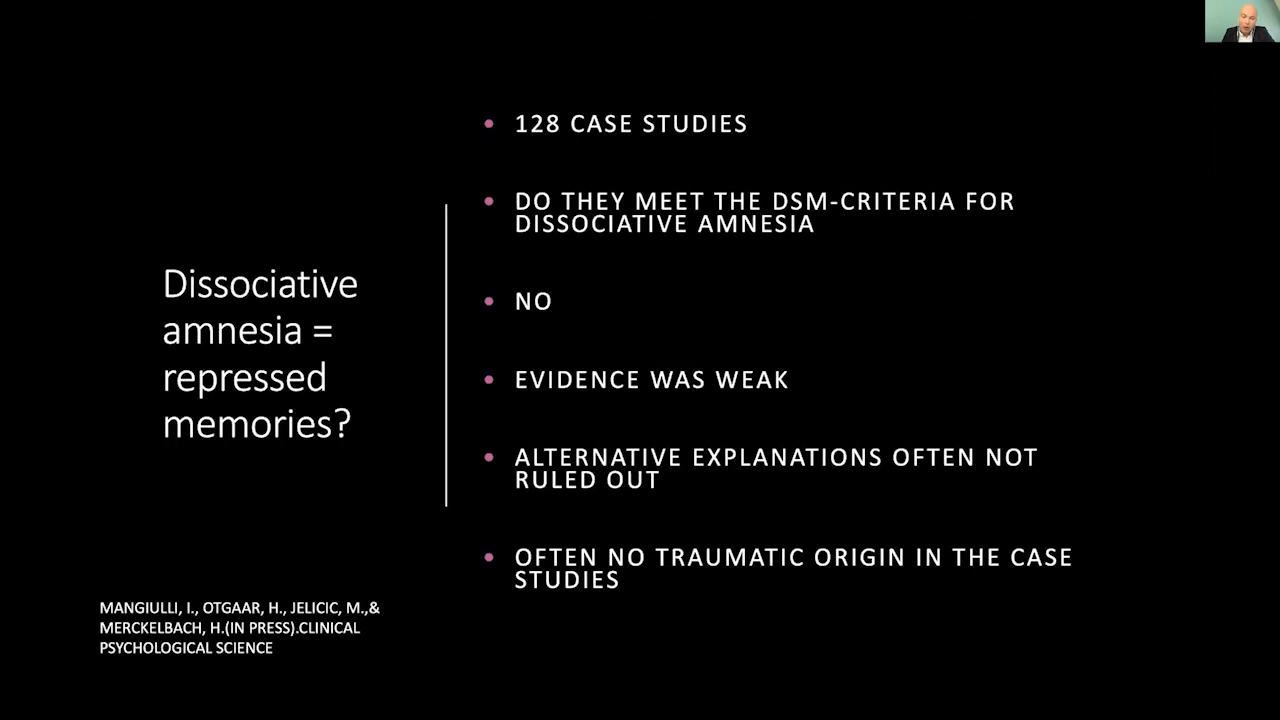 Dissociative
amnesia =
repressed
memories?
• 128 CASE STUDIES
• DO THEY MEET THE DSM-CRITERIA FOR
DISSOCIATIVE AMNESIA
• NO
• EVIDENCE WAS WEAK
• ALTERNATIVE EXPLANATIONS OFTEN NOT
RULED OUT
• OFTEN NO TRAUMATIC ORIGIN IN THE CASE
STUDIES
MANGIULLI, I., OTGAAR, H., JELICIC, M.,&
MERCKELBACH, H.(IN PRESS).CLINICAL
PSYCHOLOGICAL SCIENCE